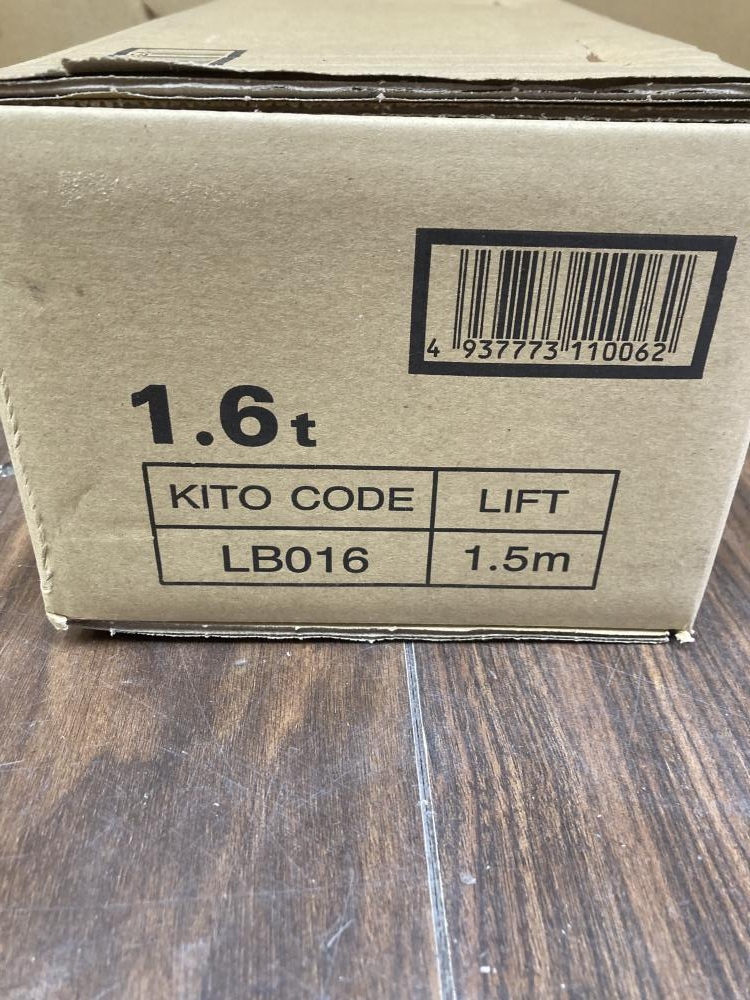 4 937773 110062
1.6t
KITO CODE LIFT
LB016 1.5m